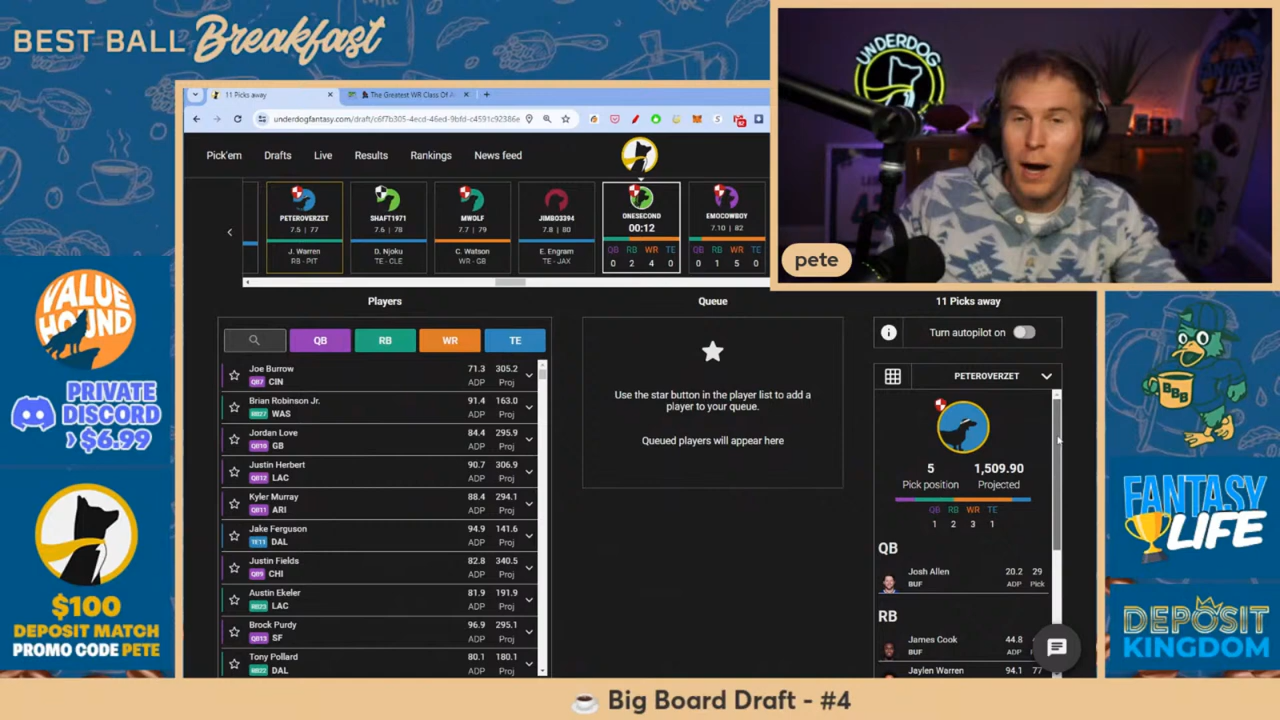 BEST BALL Breakfast
UNDERDOG
11 Picks away
The Greatest WR Class Of A
underdogfantasy.com/draft/c6f7b305-4ecd-46ed-9bfd-c4591c92386e
Pick'em Drafts Live Results Rankings News feed
PETEROVERZET
7.5 | 77
J. Warren
RB - PIT
SHAFT1971
7.6 | 78
D. Njoku
TE - CLE
MWOLF
7.7 | 79
C. Watson
WR - GB
JIMBO3394
7.8 | 80
E. Engram
TE - JAX
ONESECOND
00:12
QB RB WR TE
0 2 4 0
EMOCOWBOY
7.10 | 82
QB RB WR TE
0 1 5 0
pete
Players
QB RB WR TE
Joe Burrow 71.3 305.2
QB7 CIN ADP Proj
Brian Robinson Jr. 91.4 163.0
RB27 WAS ADP Proj
Jordan Love 84.4 295.9
QB10 GB ADP Proj
Justin Herbert 90.7 306.9
QB12 LAC ADP Proj
Kyler Murray 88.4 294.1
QB11 ARI ADP Proj
Jake Ferguson 94.9 141.6
TE11 DAL ADP Proj
Justin Fields 82.8 340.5
QB9 CHI ADP Proj
Austin Ekeler 81.9 191.9
RB23 LAC ADP Proj
Brock Purdy 96.9 295.1
QB13 SF ADP Proj
Tony Pollard 80.1 180.1
RB22 DAL ADP Proj
Queue
Use the star button in the player list to add a
player to your queue.
Queued players will appear here
11 Picks away
Turn autopilot on
PETEROVERZET
5 1,509.90
Pick position Projected
QB RB WR TE
1 2 3 1
QB
Josh Allen 20.2 29
BUF ADP Pick
RB
James Cook 44.8
BUF ADP
Jaylen Warren 94.1 77
VALUE
HOUND
PRIVATE
DISCORD
› $6.99
$100
DEPOSIT MATCH
PROMO CODE PETE
BBB
FANTASY
LIFE
DEPOSIT
KINGDOM
Big Board Draft - #4